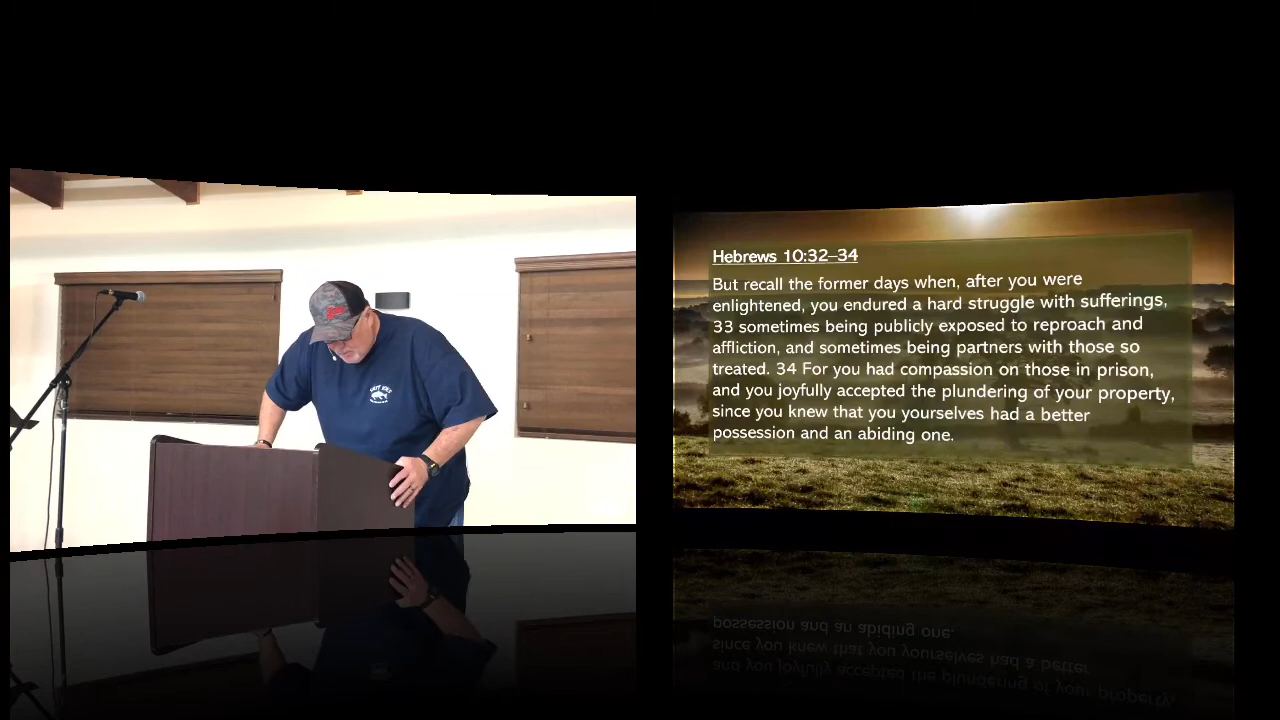 Hebrews 10:32–34
But recall the former days when, after you were
enlightened, you endured a hard struggle with sufferings,
33 sometimes being publicly exposed to reproach and
affliction, and sometimes being partners with those so
treated. 34 For you had compassion on those in prison,
and you joyfully accepted the plundering of your property,
since you knew that you yourselves had a better
possession and an abiding one.